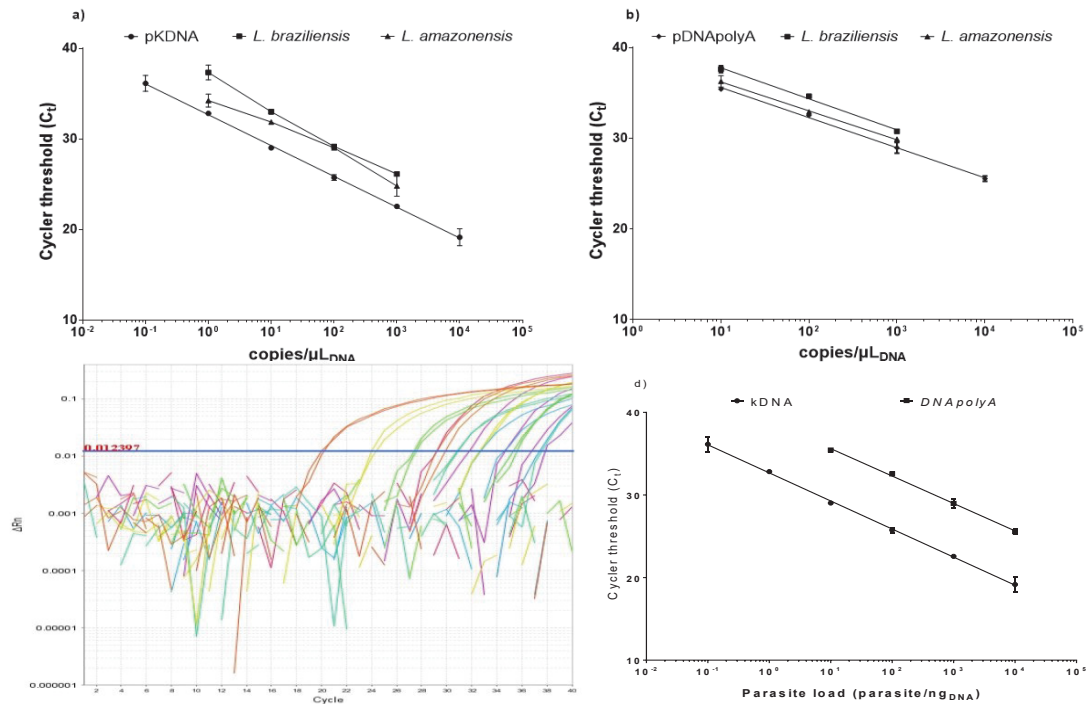 a)
pKDNA L. braziliensis L. amazonensis
Cycler threshold (Ct)
40
30
20
10
10-2 10-1 100 101 102 103 104 105
copies/µLDNA
b)
pDNApolyA L. braziliensis L. amazonensis
Cycler threshold (Ct)
40
30
20
10
100 101 102 103 104 105
copies/µLDNA
0.012397
ΔRn
0.1
0.01
0.001
0.0001
0.00001
0.000001
2 4 6 8 10 12 14 16 18 20 22 24 26 28 30 32 34 36 38 40
Cycle
d)
kDNA DNApolyA
Cycler threshold (Ct)
40
30
20
10
10-2 10-1 100 101 102 103 104 105
Parasite load (parasite/ngDNA)